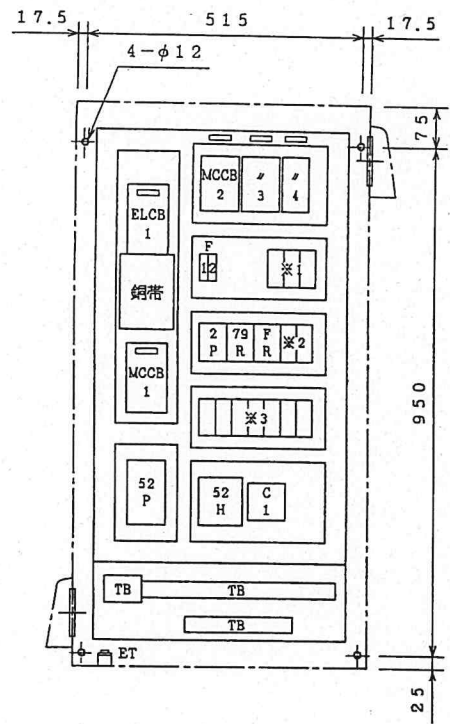 17.5 515 17.5
4-φ12
75
MCCB 〃 〃
2 3 4
ELCB
1
F
12 ※1
銅帯
2 79 F ※2
P R R
MCCB
1
※3
950
52
P
52 C
H 1
TB TB
TB
ET
25